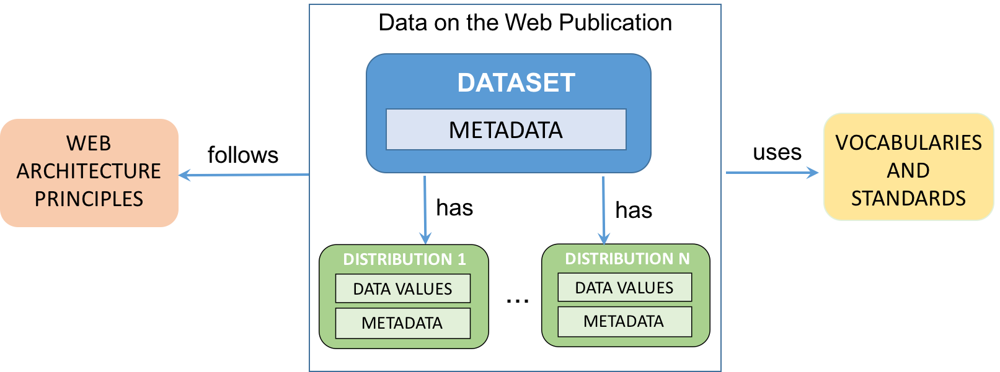 Data on the Web Publication
DATASET
METADATA
WEB
ARCHITECTURE
PRINCIPLES
follows
uses
VOCABULARIES
AND
STANDARDS
has
has
DISTRIBUTION 1
DATA VALUES
METADATA
...
DISTRIBUTION N
DATA VALUES
METADATA